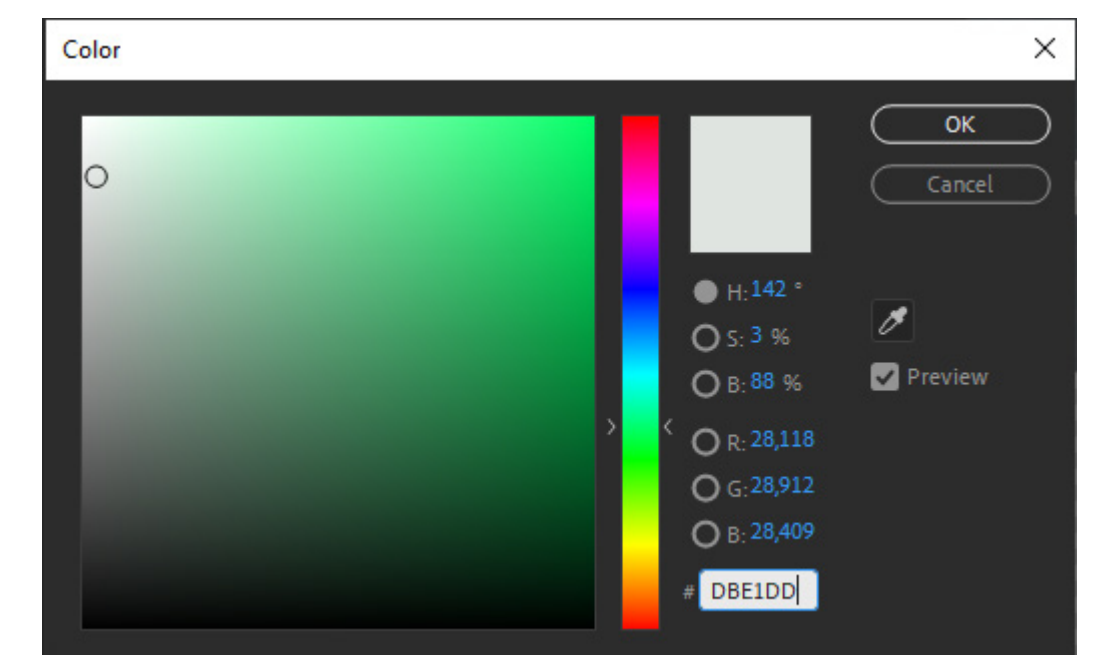 Color
OK
Cancel
H: 142 °
S: 3 %
B: 88 %
Preview
R: 28,118
G: 28,912
B: 28,409
# DBE1DD